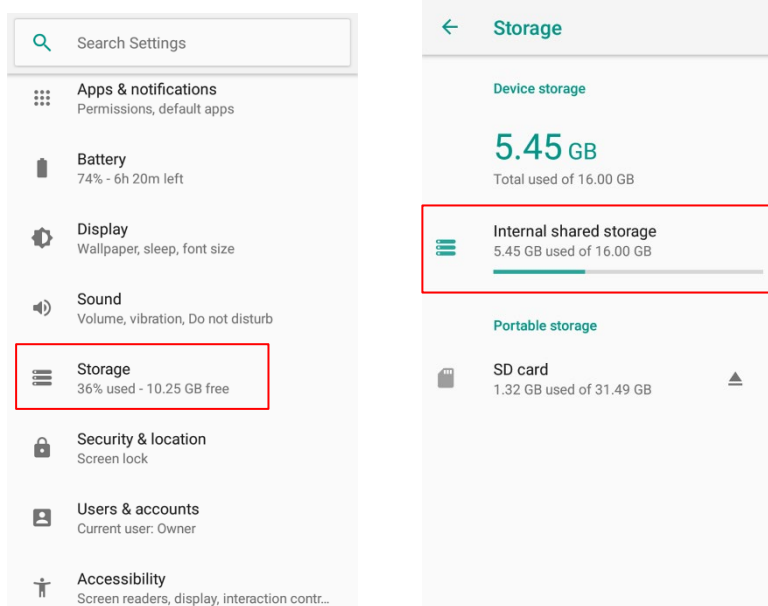 Search Settings
Apps & notifications
Permissions, default apps
Battery
74% - 6h 20m left
Display
Wallpaper, sleep, font size
Sound
Volume, vibration, Do not disturb
Storage
36% used - 10.25 GB free
Security & location
Screen lock
Users & accounts
Current user: Owner
Accessibility
Screen readers, display, interaction contr...
Storage
Device storage
5.45 GB
Total used of 16.00 GB
Internal shared storage
5.45 GB used of 16.00 GB
Portable storage
SD card
1.32 GB used of 31.49 GB